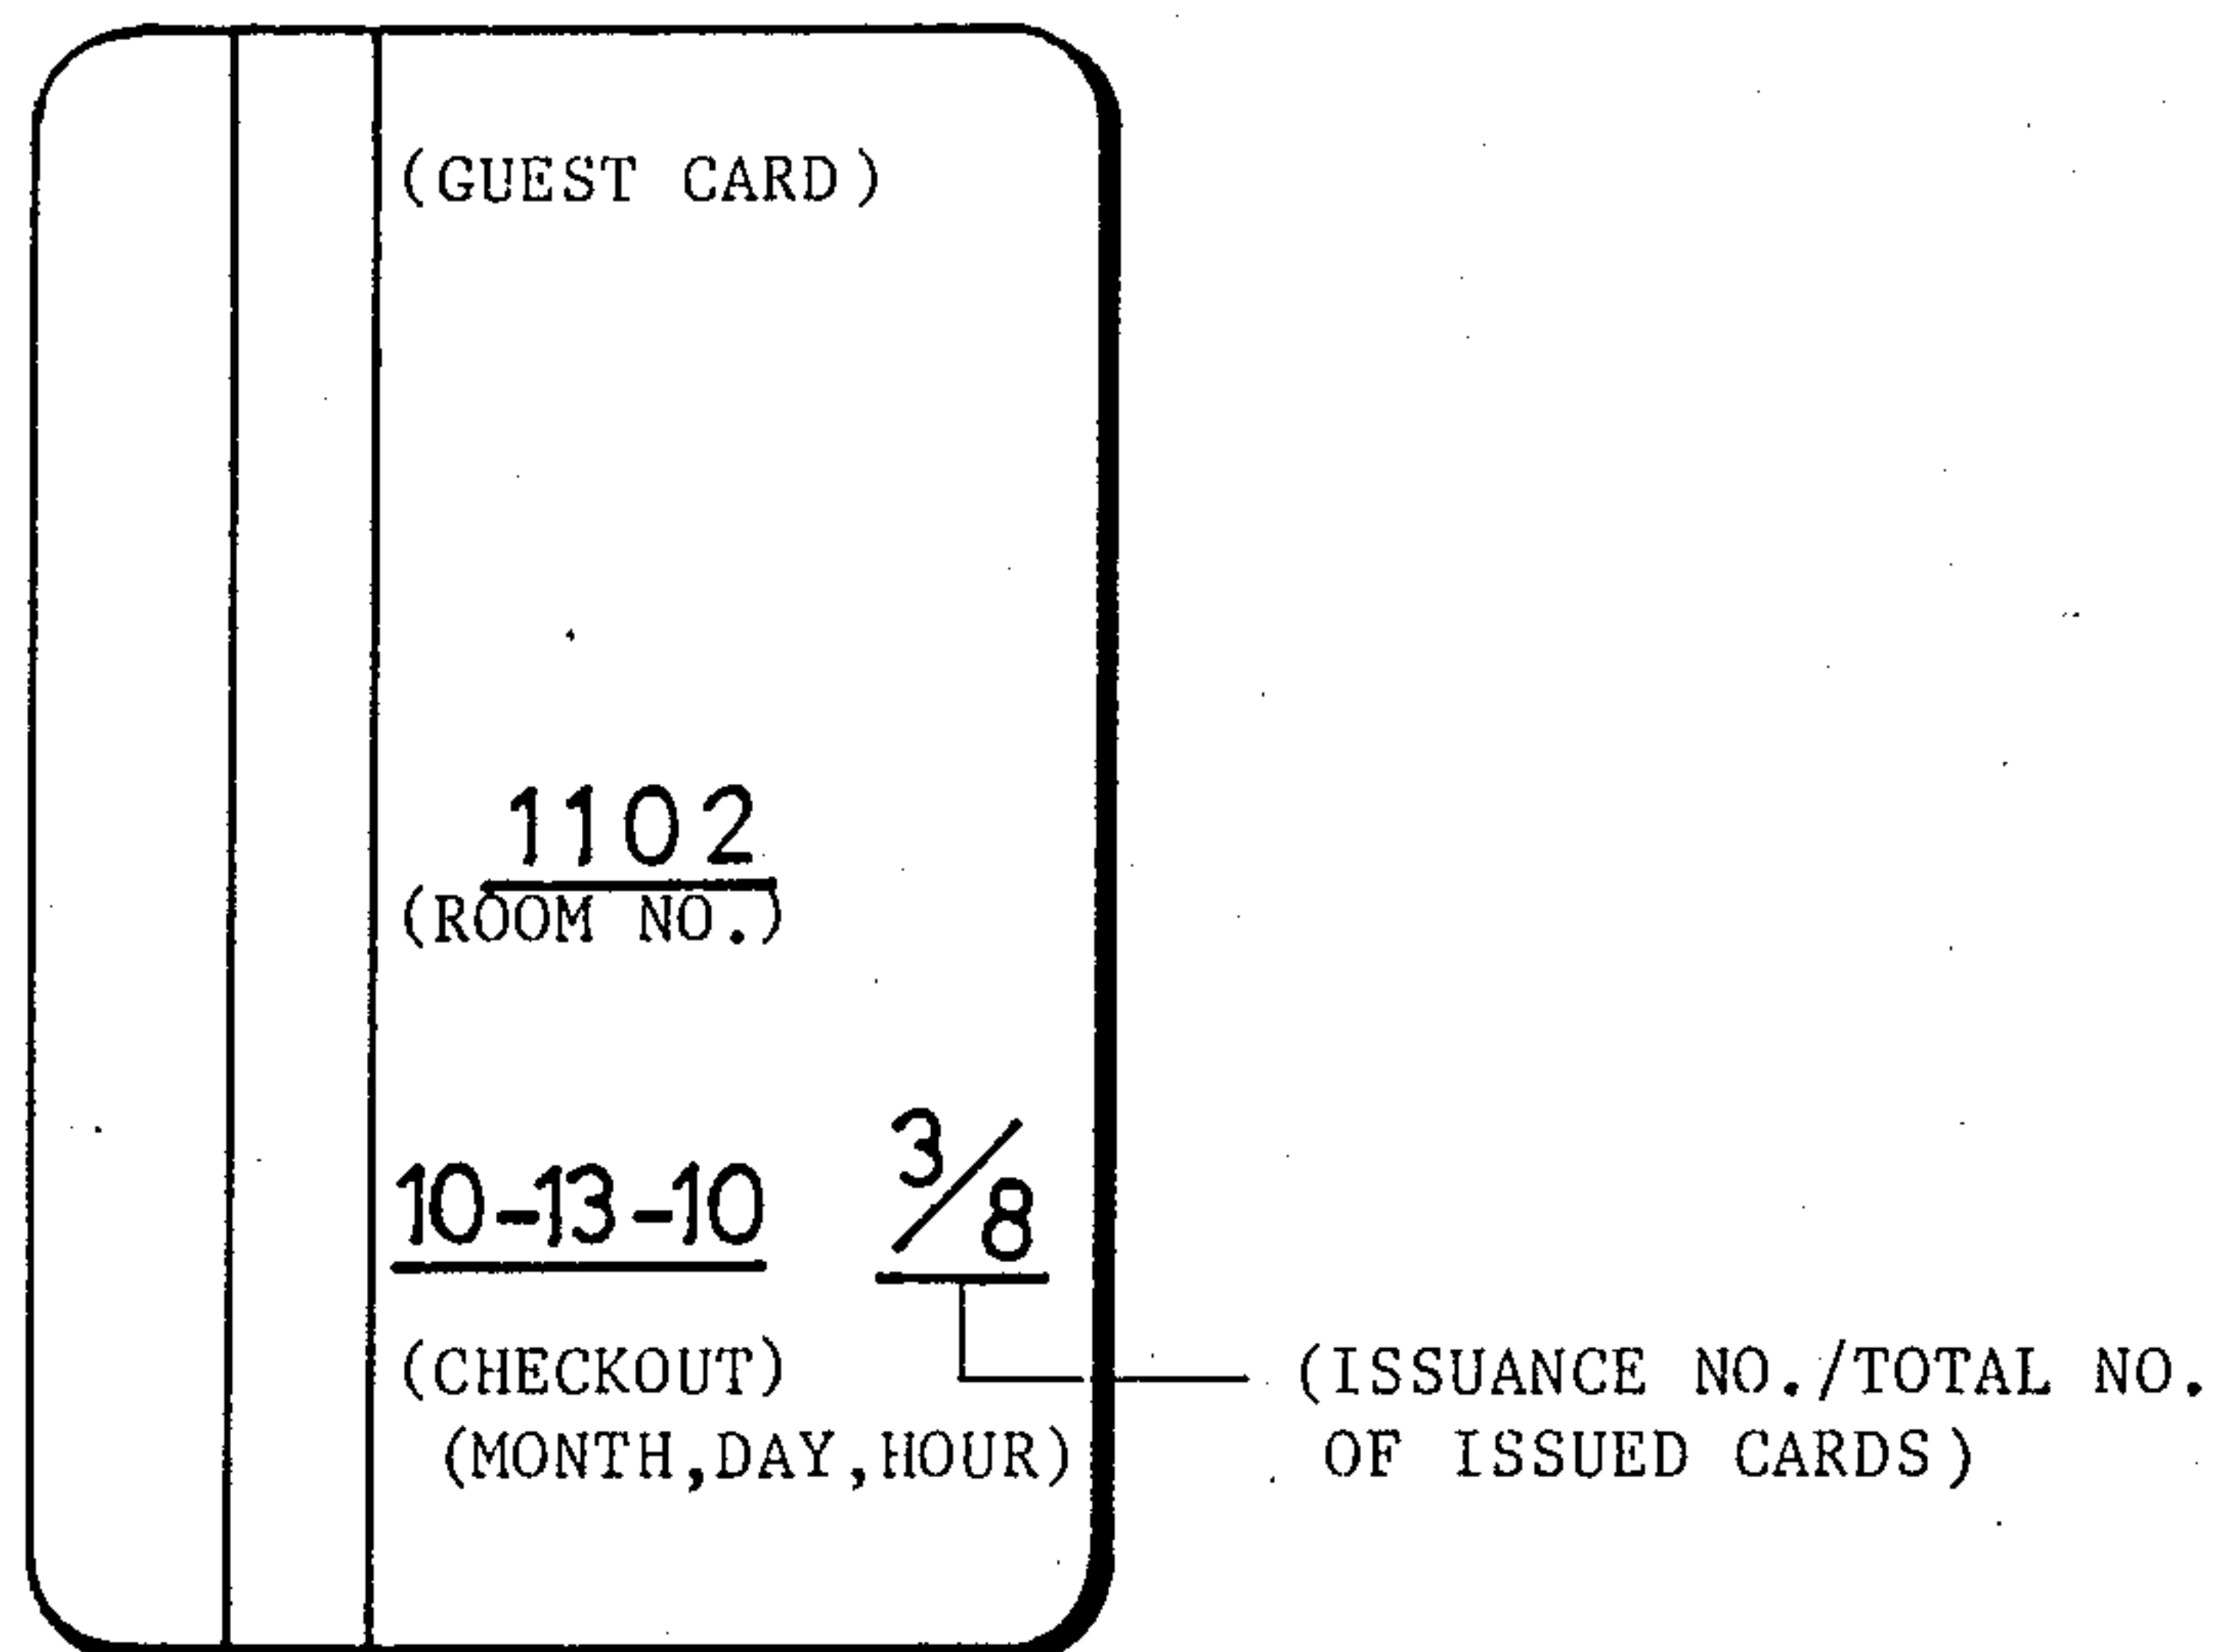 (GUEST CARD)
1102
(ROOM NO.)
10-13-10 3/8
(CHECKOUT) (ISSUANCE NO./TOTAL NO.
(MONTH,DAY,HOUR) OF ISSUED CARDS)